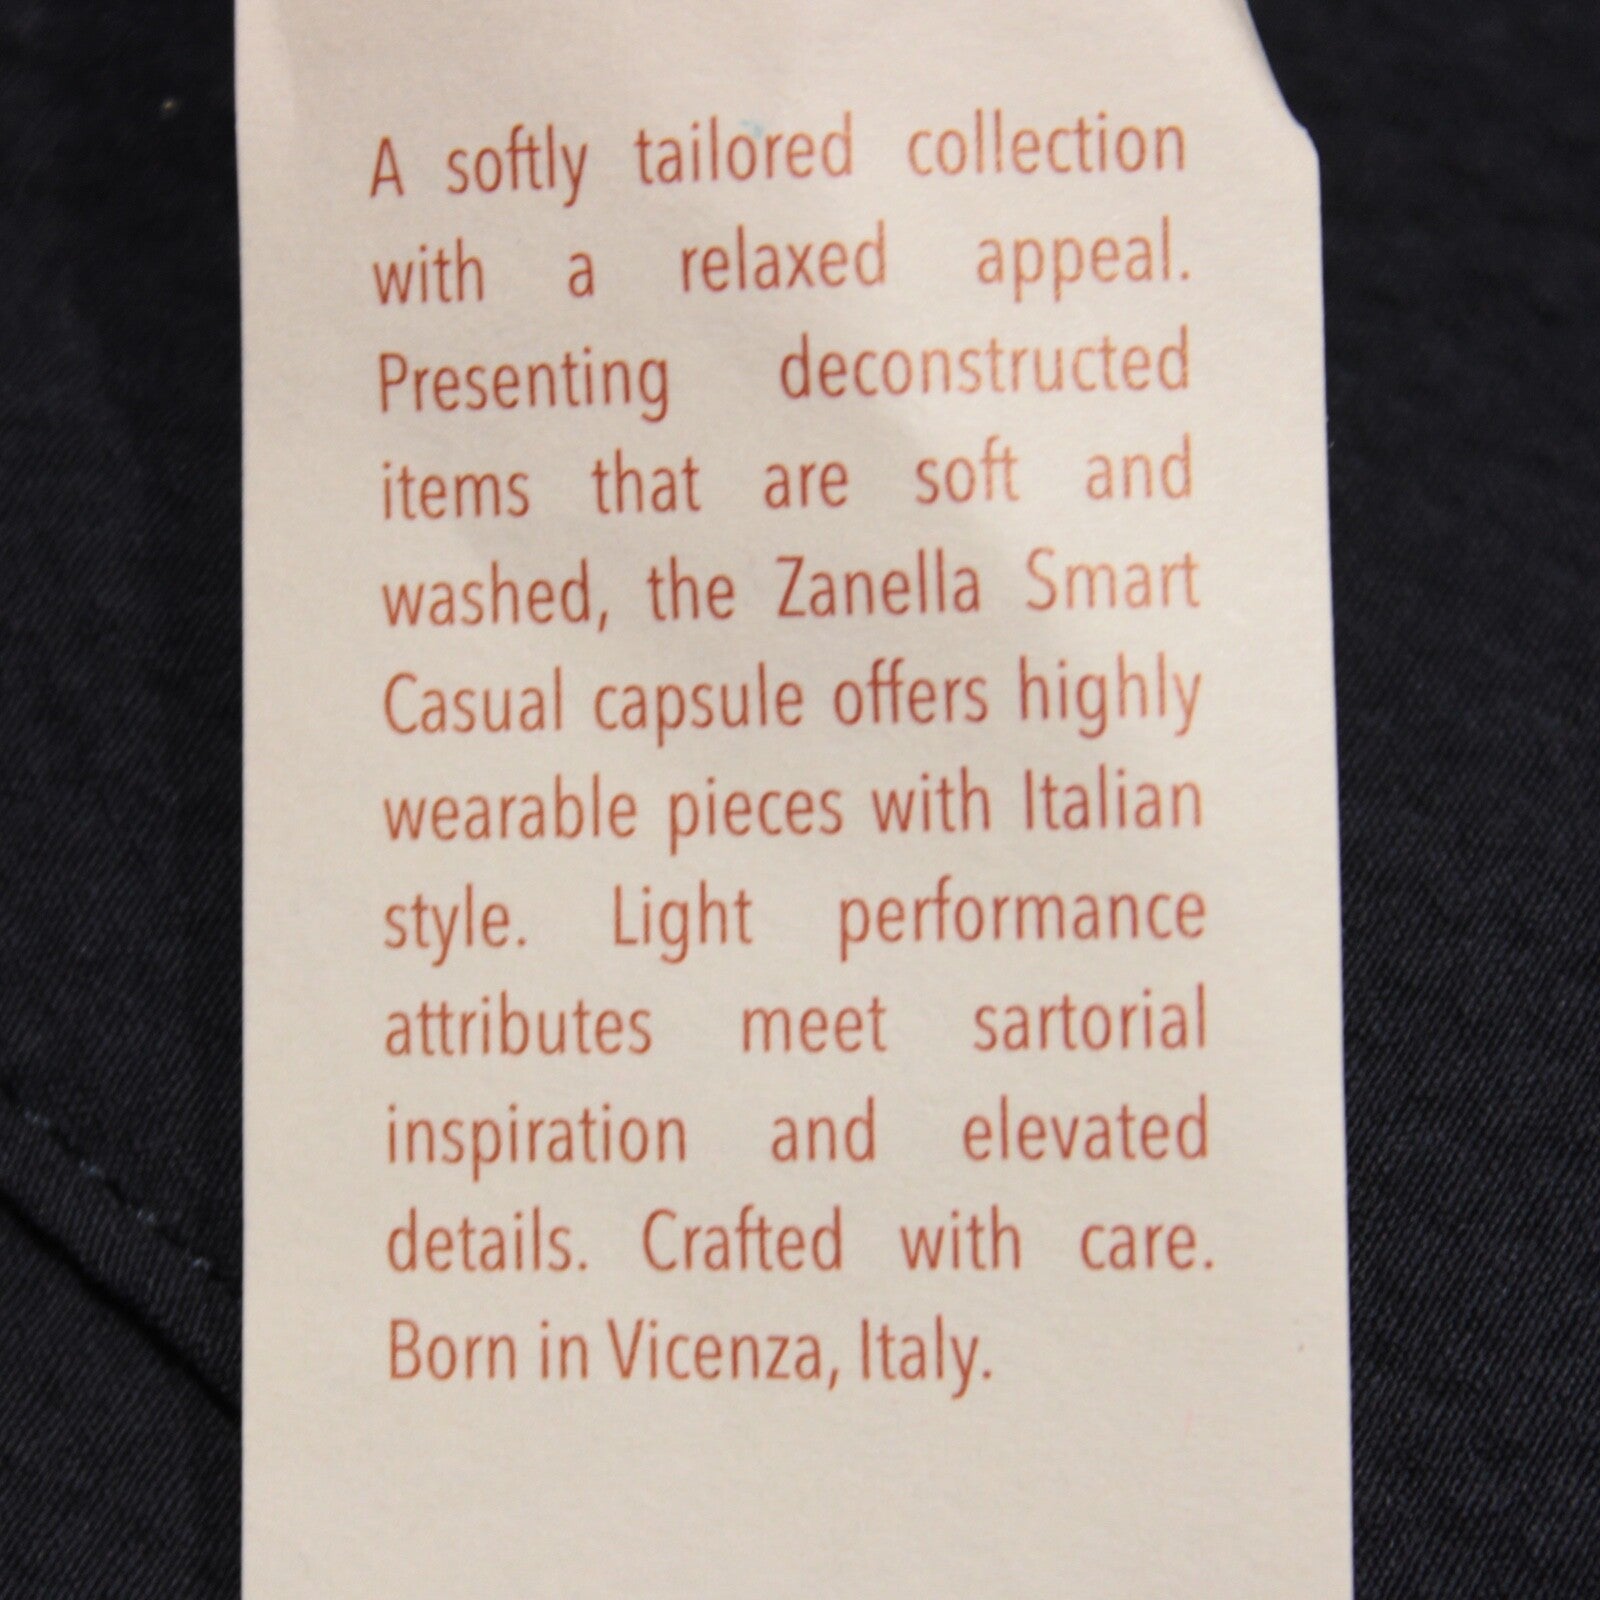 A softly tailored collection
with a relaxed appeal.
Presenting deconstructed
items that are soft and
washed, the Zanella Smart
Casual capsule offers highly
wearable pieces with Italian
style. Light performance
attributes meet sartorial
inspiration and elevated
details. Crafted with care.
Born in Vicenza, Italy.